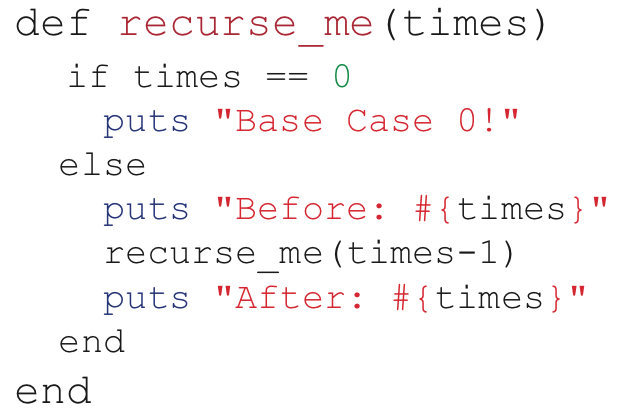 def recurse_me(times)
if times == 0
puts "Base Case 0!"
else
puts "Before: #{times}"
recurse_me(times-1)
puts "After: #{times}"
end
end